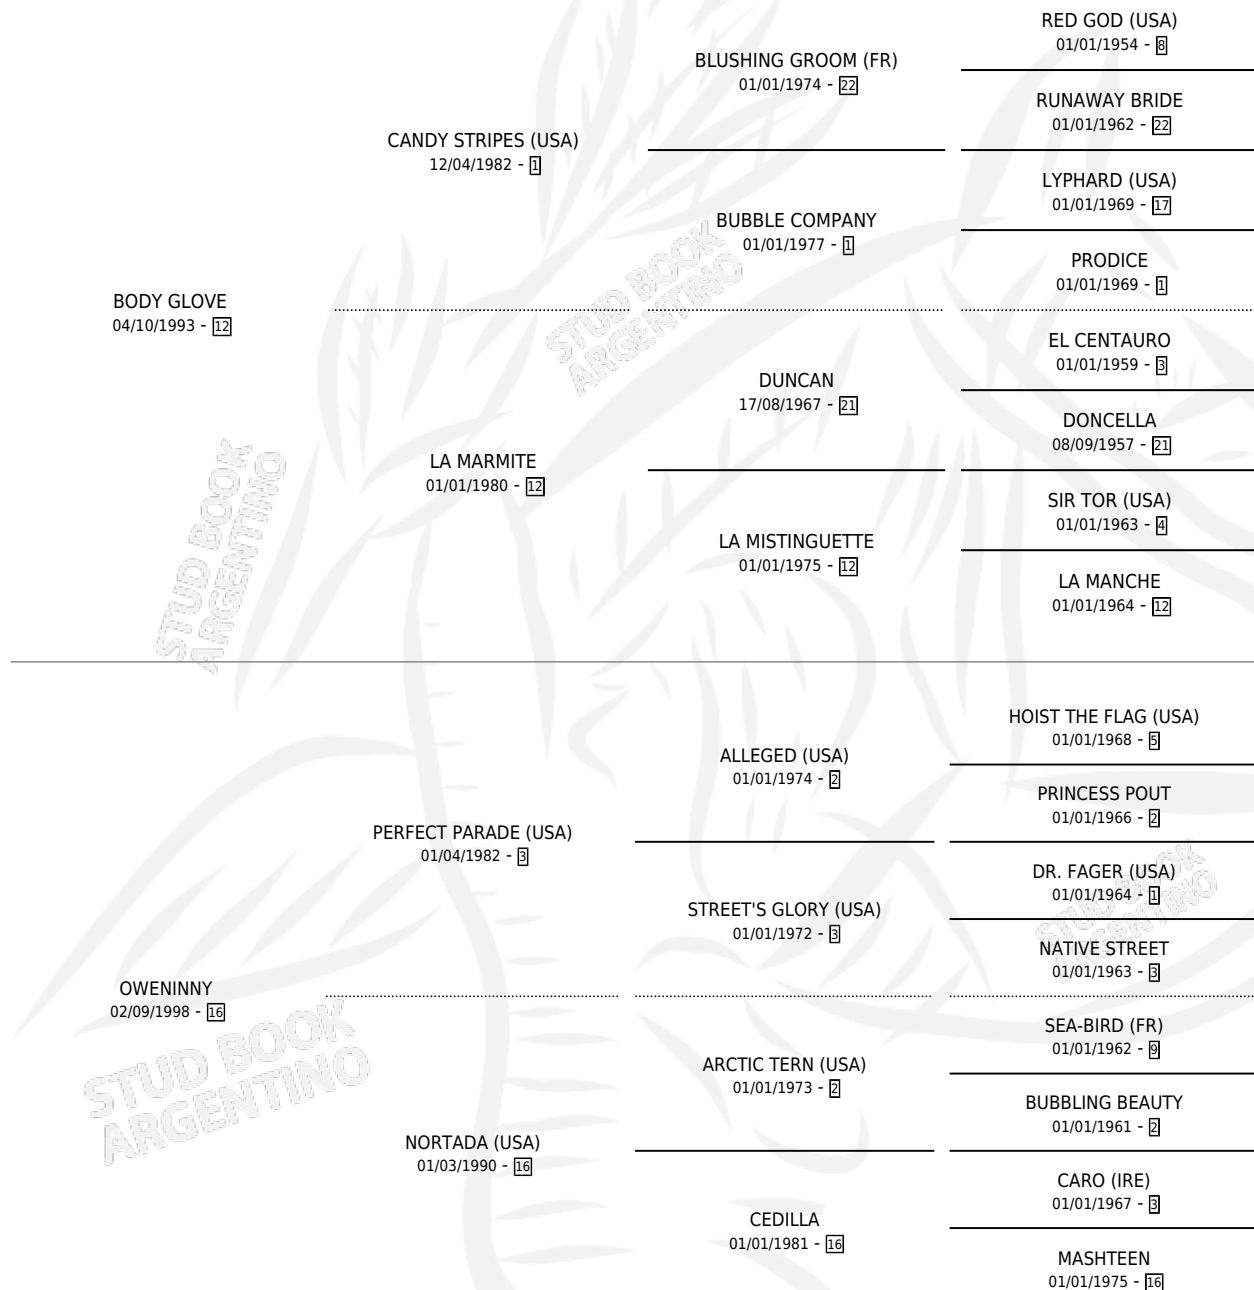 BODY GLOVE
04/10/1993 - 12
CANDY STRIPES (USA)
12/04/1982 - 1
BLUSHING GROOM (FR)
01/01/1974 - 22
RED GOD (USA)
01/01/1954 - 8
RUNAWAY BRIDE
01/01/1962 - 22
BUBBLE COMPANY
01/01/1977 - 1
LYPHARD (USA)
01/01/1969 - 17
PRODICE
01/01/1969 - 1
LA MARMITE
01/01/1980 - 12
DUNCAN
17/08/1967 - 21
EL CENTAURO
01/01/1959 - 3
DONCELLA
08/09/1957 - 21
LA MISTINGUETTE
01/01/1975 - 12
SIR TOR (USA)
01/01/1963 - 4
LA MANCHE
01/01/1964 - 12
STUD BOOK
ARGENTINO
STUD BOOK
ARGENTINO
OWENINNY
02/09/1998 - 16
PERFECT PARADE (USA)
01/04/1982 - 3
ALLEGED (USA)
01/01/1974 - 2
HOIST THE FLAG (USA)
01/01/1968 - 5
PRINCESS POUT
01/01/1966 - 2
STREET'S GLORY (USA)
01/01/1972 - 3
DR. FAGER (USA)
01/01/1964 - 1
NATIVE STREET
01/01/1963 - 3
NORTADA (USA)
01/03/1990 - 16
ARCTIC TERN (USA)
01/01/1973 - 2
SEA-BIRD (FR)
01/01/1962 - 9
BUBBLING BEAUTY
01/01/1961 - 2
CEDILLA
01/01/1981 - 16
CARO (IRE)
01/01/1967 - 3
MASHTEEN
01/01/1975 - 16
STUD BOOK
ARGENTINO
STUD BOOK
ARGENTINO